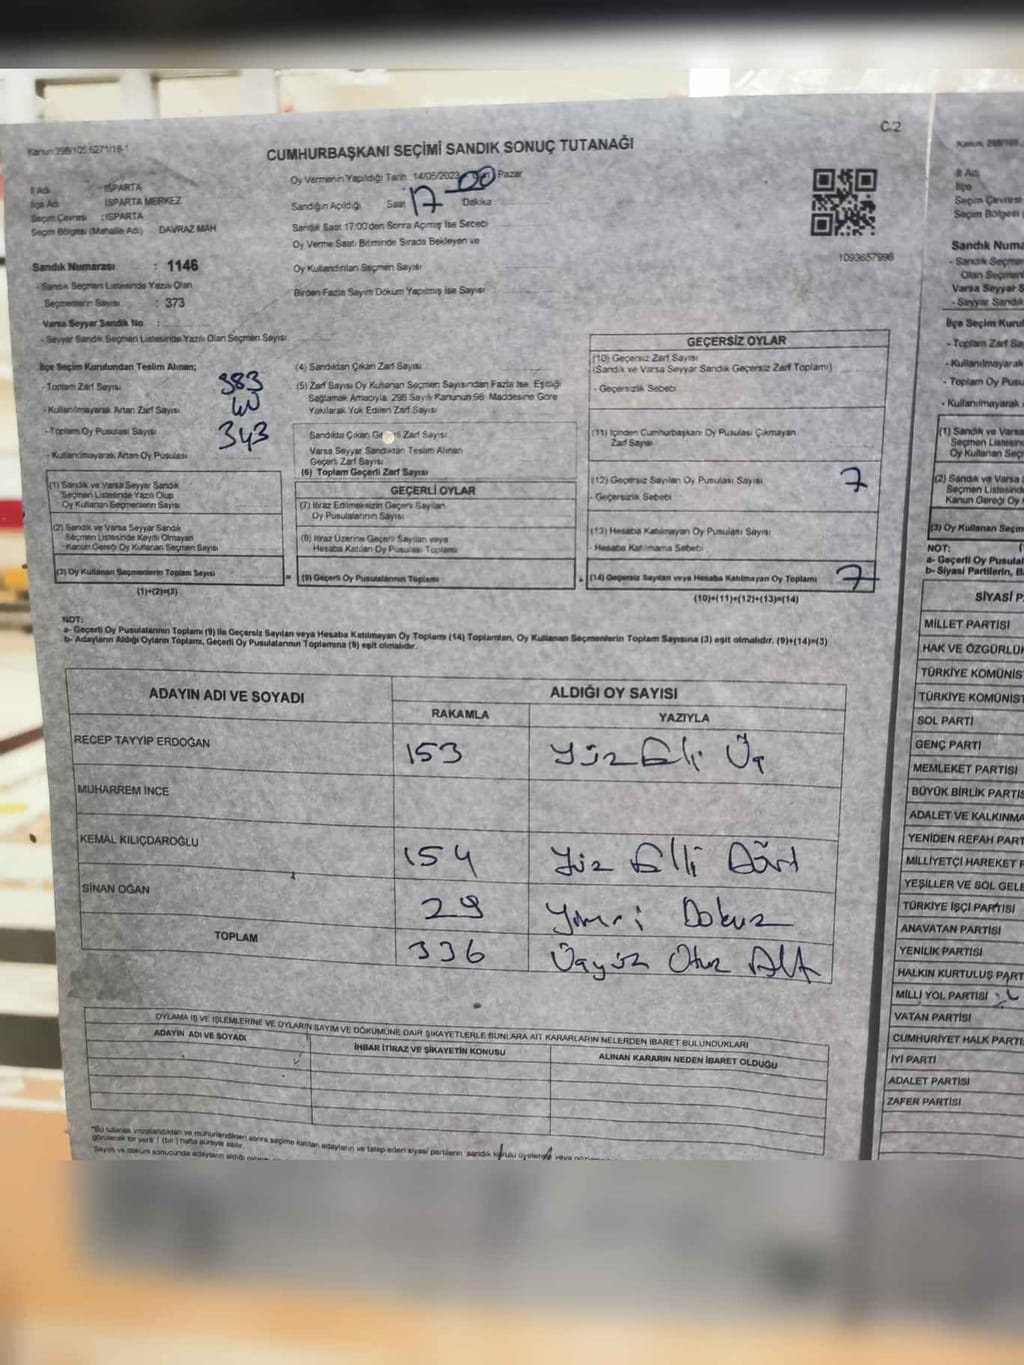 C.2
Kanun 298/105,6271/18-1
CUMHURBAŞKANI SEÇİMİ SANDIK SONUÇ TUTANAĞI
İl Adı : ISPARTA
İlçe Adı : ISPARTA MERKEZ
Seçim Çevresi : ISPARTA
Seçim Bölgesi (Mahalle Adı) DAVRAZ MAH
Sandık Numarası : 1146
- Sandık Seçmen Listesinde Yazılı Olan
Seçmenlerin Sayısı : 373
Varsa Seyyar Sandık No :
- Seyyar Sandık Seçmen Listesinde Yazılı Olan Seçmen Sayısı
Oy Vermenin Yapıldığı Tarih 14/05/2023 Pazar
Sandığın Açıldığı Saat 17 00 Dakika
Sandık Saat 17:00'den Sonra Açılmış İse Sebebi
Oy Verme Saati Bitiminde Sırada Bekleyen ve
Oy Kullandırılan Seçmen Sayısı
Birden Fazla Sayım Döküm Yapılmış İse Sayısı
1093657996
İlçe Seçim Kurulundan Teslim Alınan;
- Toplam Zarf Sayısı 383
- Kullanılmayarak Artan Zarf Sayısı
- Toplam Oy Pusulası Sayısı 343
- Kullanılmayarak Artan Oy Pusulası
(1) Sandık ve Varsa Seyyar Sandık
Seçmen Listesinde Yazılı Olup
Oy Kullanan Seçmenlerin Sayısı
(2) Sandık ve Varsa Seyyar Sandık
Seçmen Listesinde Kayıtlı Olmayan
Kanun Gereği Oy Kullanan Seçmen Sayısı
(3) Oy Kullanan Seçmenlerin Toplam Sayısı
(1)+(2)=(3)
(4) Sandıktan Çıkan Zarf Sayısı
(5) Zarf Sayısı Oy Kullanan Seçmen Sayısından Fazla İse, Eşitliği
Sağlamak Amacıyla, 298 Sayılı Kanunun 98. Maddesine Göre
Yakılarak Yok Edilen Zarf Sayısı
Sandıkta Çıkan Geçerli Zarf Sayısı
Varsa Seyyar Sandıktan Teslim Alınan
Geçerli Zarf Sayısı
(6) Toplam Geçerli Zarf Sayısı
GEÇERLİ OYLAR
(7) İtiraz Edilmeksizin Geçerli Sayılan
Oy Pusulalarının Sayısı
(8) İtiraz Üzerine Geçerli Sayılan veya
Hesaba Katılan Oy Pusulası Toplamı
= (9) Geçerli Oy Pusulalarının Toplamı
GEÇERSİZ OYLAR
(10) Geçersiz Zarf Sayısı
(Sandık ve Varsa Seyyar Sandık Geçersiz Zarf Toplamı)
- Geçersizlik Sebebi
(11) İçinden Cumhurbaşkanı Oy Pusulası Çıkmayan
Zarf Sayısı
(12) Geçersiz Sayılan Oy Pusulası Sayısı 7
- Geçersizlik Sebebi
(13) Hesaba Katılmayan Oy Pusulası Sayısı
- Hesaba Katılmama Sebebi
+ (14) Geçersiz Sayılan veya Hesaba Katılmayan Oy Toplamı 7
(10)+(11)+(12)+(13)=(14)
NOT:
a- Geçerli Oy Pusulalarının Toplamı (9) ile Geçersiz Sayılan veya Hesaba Katılmayan Oy Toplamı (14) Toplamları, Oy Kullanan Seçmenlerin Toplam Sayısına (3) eşit olmalıdır. (9)+(14)=(3)
b- Adayların Aldığı Oyların Toplamı, Geçerli Oy Pusulalarının Toplamına (9) eşit olmalıdır.
ADAYIN ADI VE SOYADI ALDIĞI OY SAYISI
RAKAMLA YAZIYLA
RECEP TAYYİP ERDOĞAN 153 Yüz Elli Üç
MUHARREM İNCE
KEMAL KILIÇDAROĞLU 154 Yüz Elli Dört
SİNAN OĞAN 29 Yirmi Dokuz
TOPLAM 336 Üçyüz Otuz Altı
OYLAMA İŞ VE İŞLEMLERİNE VE OYLARIN SAYIM VE DÖKÜMÜNE DAİR ŞİKAYETLERLE BUNLARA AİT KARARLARIN NELERDEN İBARET BULUNDUKLARI
ADAYIN ADI VE SOYADI İHBAR İTİRAZ VE ŞİKAYETİN KONUSU ALINAN KARARIN NEDEN İBARET OLDUĞU
*Bu tutanak imzalandıktan ve mühürlendikten sonra seçime katılan adayların ve talep eden siyasi partilerin sandık kurulu üyelerine veya
görülecek bir yere 1 (bir) hafta süreyle asılır.
Sayım ve döküm sonucunda adayların aldığı
Kanun 298/105,
İl Adı
İlçe
Seçim Çevresi
Seçim Bölgesi
Sandık Numa
- Sandık Seçmen
Olan Seçmen
Varsa Seyyar S
- Seyyar Sandık
İlçe Seçim Kurul
- Toplam Zarf Sa
- Kullanılmayarak
- Toplam Oy Pusu
- Kullanılmayarak
(1) Sandık ve Varsa
Seçmen Listesinde
Oy Kullanan Seçm
(2) Sandık ve Varsa
Seçmen Listesinde
Kanun Gereği Oy
(3) Oy Kullanan Seçm
NOT:
a- Geçerli Oy Pusulal
b- Siyasi Partilerin, B
SİYASİ P
MİLLET PARTİSİ
HAK VE ÖZGÜRLÜK
TÜRKİYE KOMÜNİS
TÜRKİYE KOMÜNİST
SOL PARTİ
GENÇ PARTİ
MEMLEKET PARTİSİ
BÜYÜK BİRLİK PARTİS
ADALET VE KALKINMA
YENİDEN REFAH PART
MİLLİYETÇİ HAREKET P
YEŞİLLER VE SOL GELE
TÜRKİYE İŞÇİ PARTİSİ
ANAVATAN PARTİSİ
YENİLİK PARTİSİ
HALKIN KURTULUŞ PART
MİLLİ YOL PARTİSİ
VATAN PARTİSİ
CUMHURİYET HALK PARTİ
İYİ PARTİ
ADALET PARTİSİ
ZAFER PARTİSİ